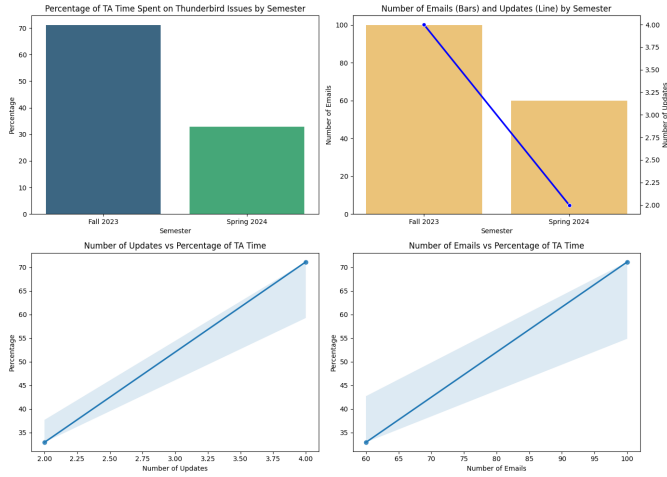 Percentage of TA Time Spent on Thunderbird Issues by Semester
70
60
50
40
30
20
10
0
Percentage
Fall 2023
Spring 2024
Semester
Number of Emails (Bars) and Updates (Line) by Semester
100
80
60
40
20
0
Number of Emails
4.00
3.75
3.50
3.25
3.00
2.75
2.50
2.25
2.00
Number of Updates
Fall 2023
Spring 2024
Semester
Number of Updates vs Percentage of TA Time
70
65
60
55
50
45
40
35
Percentage
2.00 2.25 2.50 2.75 3.00 3.25 3.50 3.75 4.00
Number of Updates
Number of Emails vs Percentage of TA Time
70
65
60
55
50
45
40
35
Percentage
60 65 70 75 80 85 90 95 100
Number of Emails